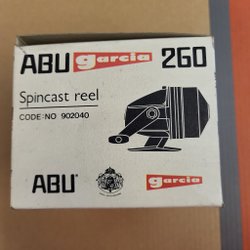 ABU garcia 260
Spincast reel
CODE-NO 902040
ABU garcia